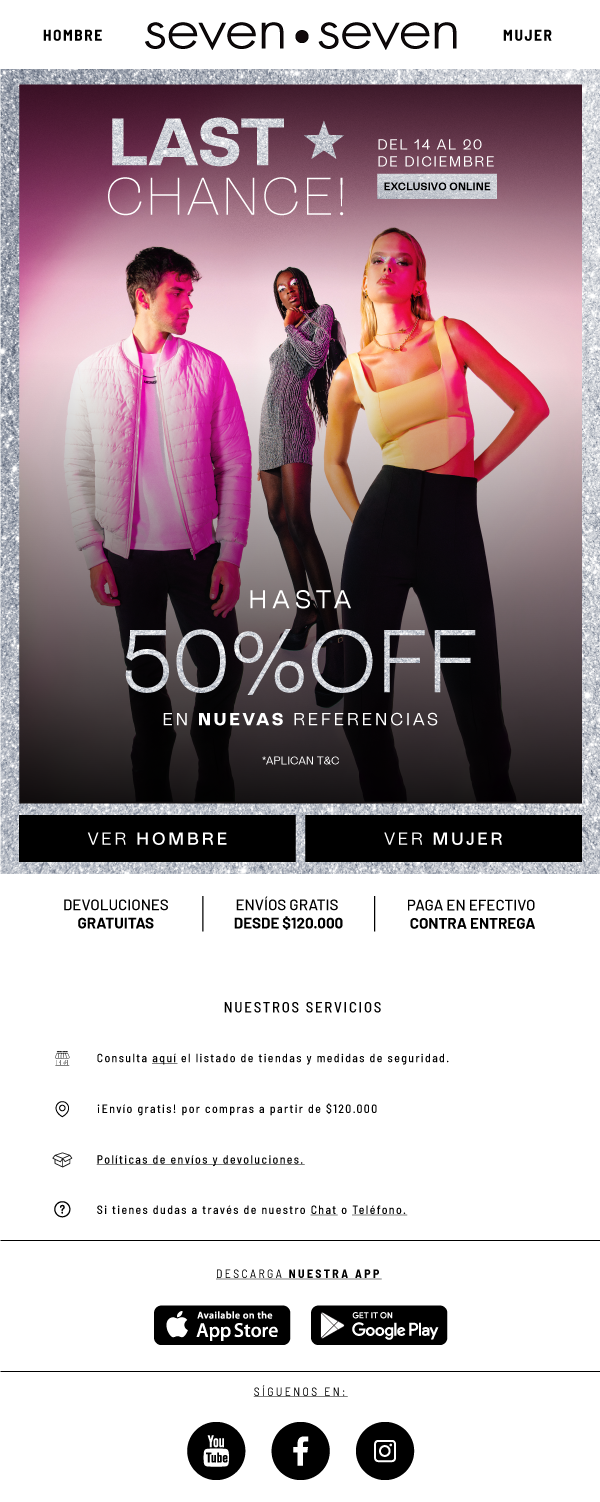 HOMBRE
seven•seven
MUJER
LAST
CHANCE!
DEL 14 AL 20
DE DICIEMBRE
EXCLUSIVO ONLINE
HASTA
50%OFF
EN NUEVAS REFERENCIAS
*APLICAN T&C
VER HOMBRE
VER MUJER
DEVOLUCIONES
GRATUITAS
ENVÍOS GRATIS
DESDE $120.000
PAGA EN EFECTIVO
CONTRA ENTREGA
NUESTROS SERVICIOS
Consulta aquí el listado de tiendas y medidas de seguridad.
¡Envío gratis! por compras a partir de $120.000
Políticas de envíos y devoluciones.
Si tienes dudas a través de nuestro Chat o Teléfono.
DESCARGA NUESTRA APP
Available on the
App Store
GET IT ON
Google Play
SÍGUENOS EN:
You
Tube